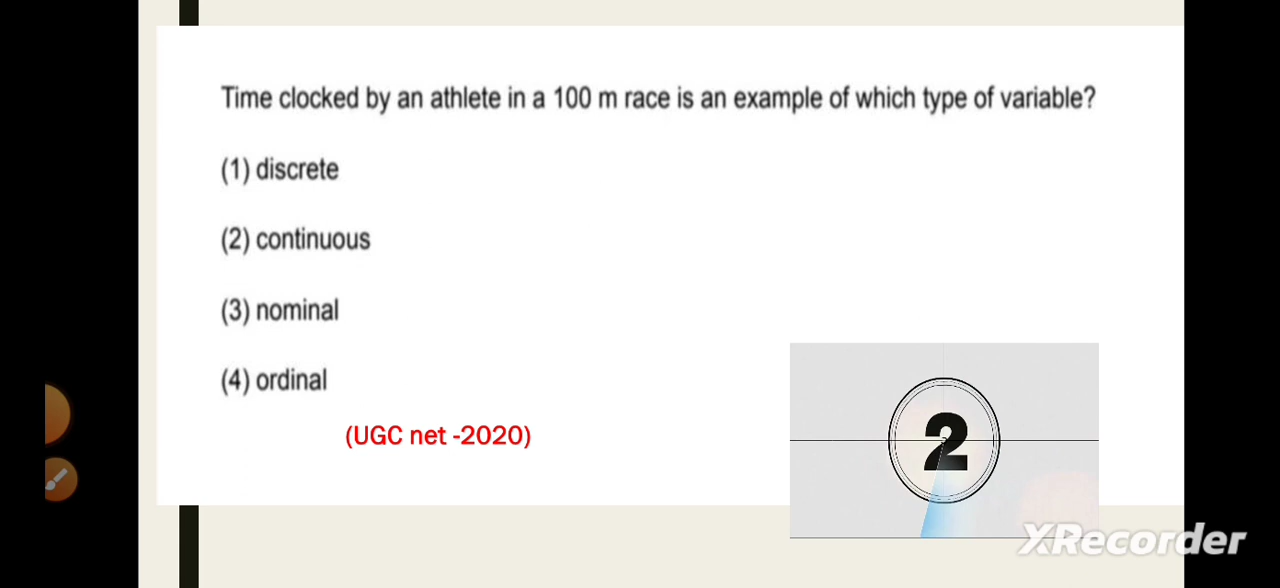 Time clocked by an athlete in a 100 m race is an example of which type of variable?
(1) discrete
(2) continuous
(3) nominal
(4) ordinal
(UGC net -2020)
2
XRecorder